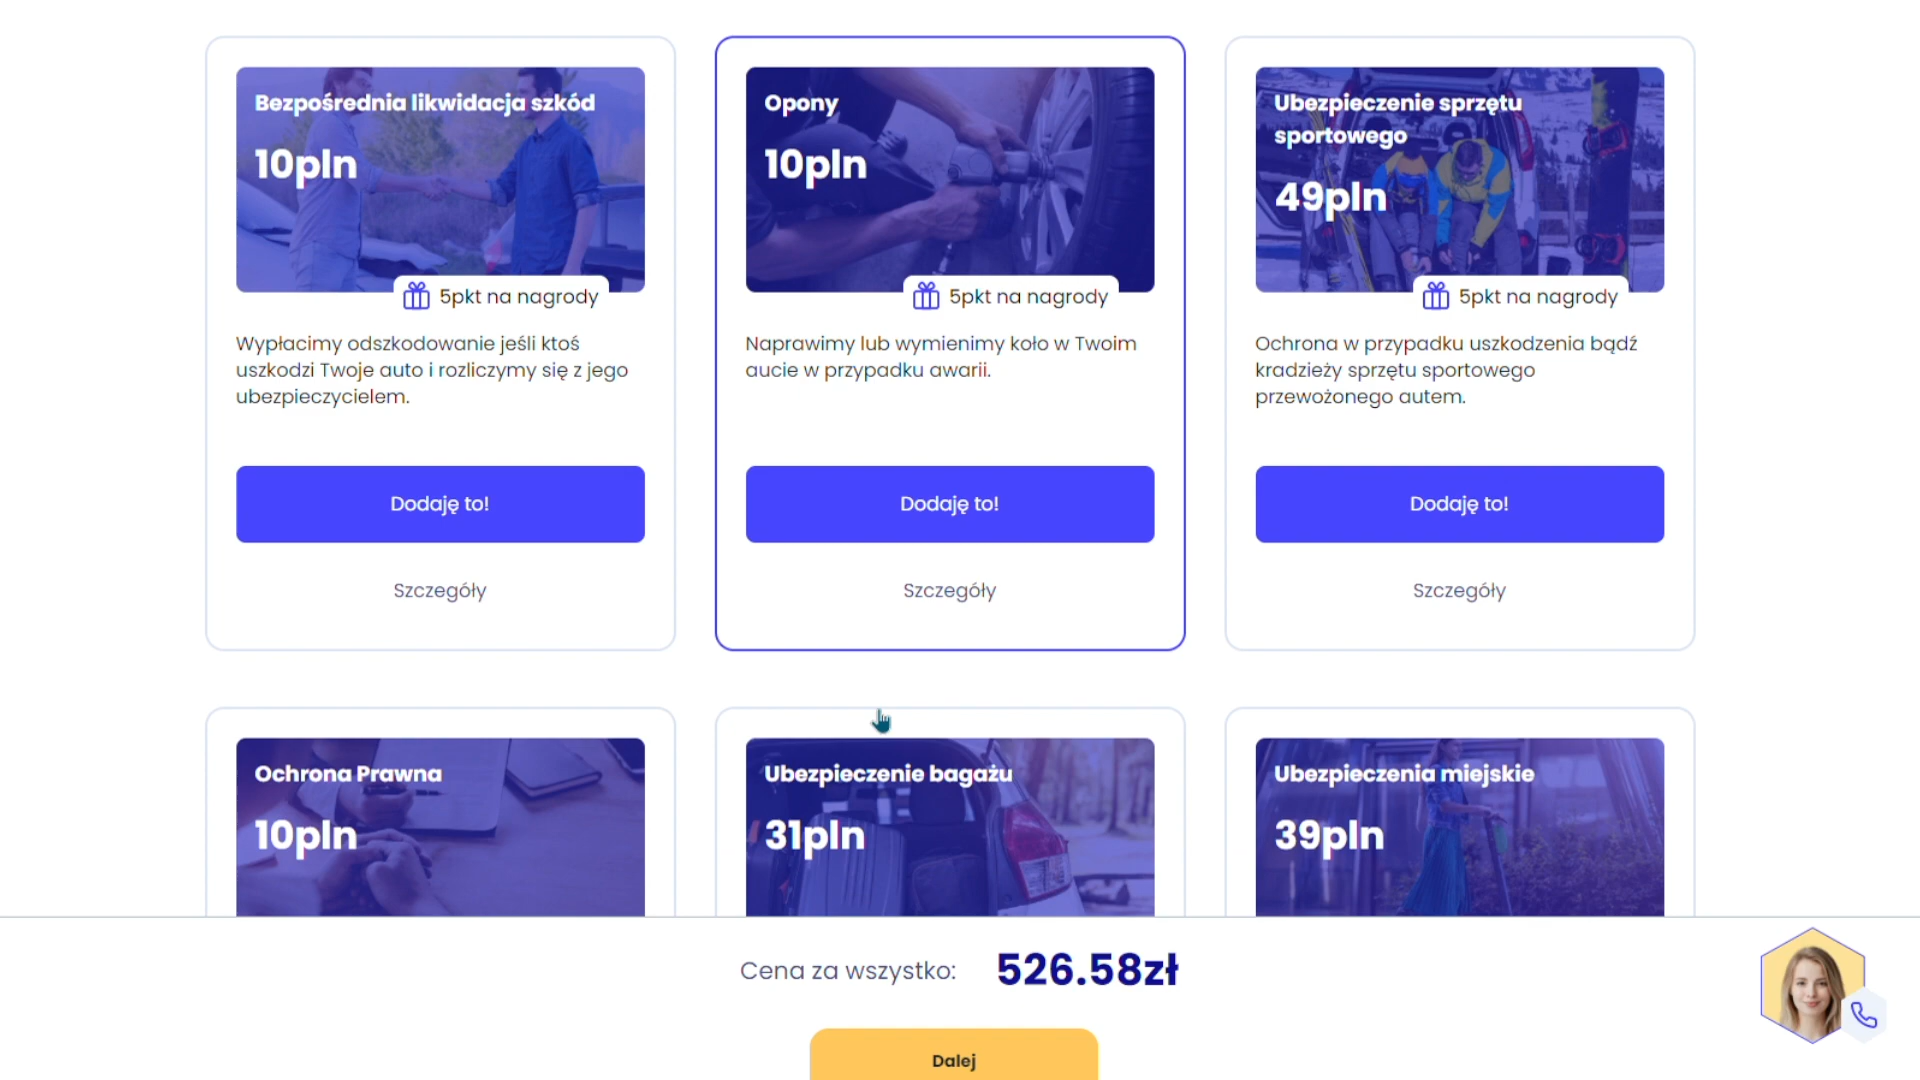 Bezpośrednia likwidacja szkód
10pln
5pkt na nagrody
Wypłacimy odszkodowanie jeśli ktoś
uszkodzi Twoje auto i rozliczymy się z jego
ubezpieczycielem.
Dodaję to!
Szczegóły
Opony
10pln
5pkt na nagrody
Naprawimy lub wymienimy koło w Twoim
aucie w przypadku awarii.
Dodaję to!
Szczegóły
Ubezpieczenie sprzętu
sportowego
49pln
5pkt na nagrody
Ochrona w przypadku uszkodzenia bądź
kradzieży sprzętu sportowego
przewożonego autem.
Dodaję to!
Szczegóły
Ochrona Prawna
10pln
Ubezpieczenie bagażu
31pln
Ubezpieczenia miejskie
39pln
Cena za wszystko: 526.58zł
Dalej